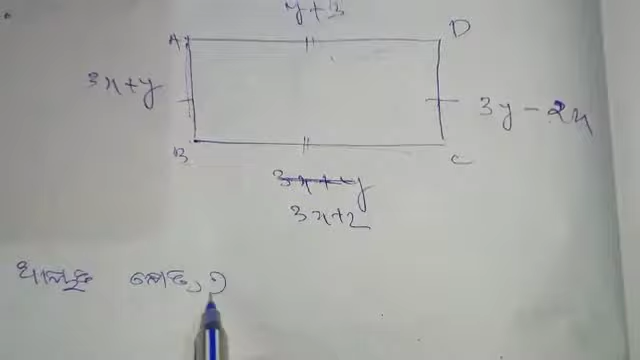 y + 3
A D
3x + y 3y - 2x
B C
3x + y
3x + 2